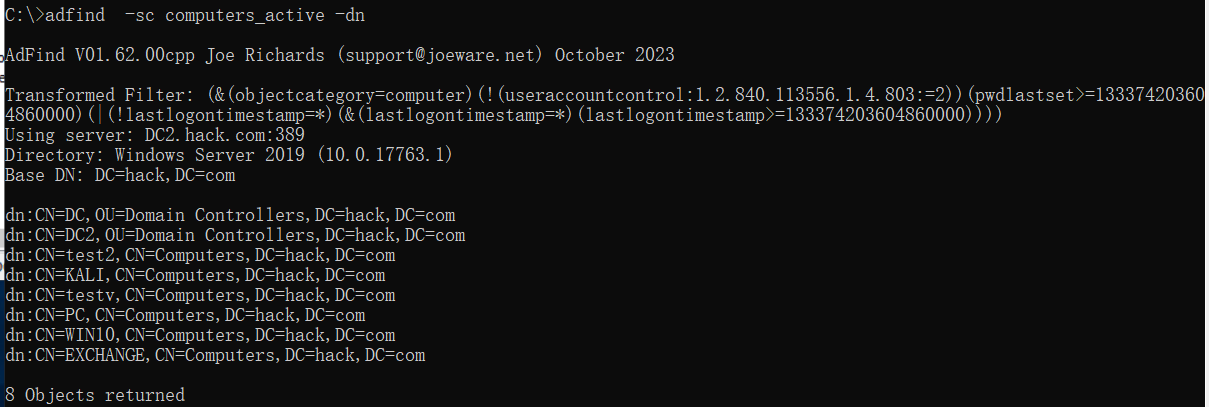 C:\>adfind  -sc computers_active -dn
AdFind V01.62.00cpp Joe Richards (support@joeware.net) October 2023
Transformed Filter: (&(objectcategory=computer)(!(useraccountcontrol:1.2.840.113556.1.4.803:=2))(pwdlastset>=13337420360
4860000)(|(!lastlogontimestamp=*)(&(lastlogontimestamp=*)(lastlogontimestamp>=133374203604860000))))
Using server: DC2.hack.com:389
Directory: Windows Server 2019 (10.0.17763.1)
Base DN: DC=hack,DC=com
dn:CN=DC,OU=Domain Controllers,DC=hack,DC=com
dn:CN=DC2,OU=Domain Controllers,DC=hack,DC=com
dn:CN=test2,CN=Computers,DC=hack,DC=com
dn:CN=KALI,CN=Computers,DC=hack,DC=com
dn:CN=testv,CN=Computers,DC=hack,DC=com
dn:CN=PC,CN=Computers,DC=hack,DC=com
dn:CN=WIN10,CN=Computers,DC=hack,DC=com
dn:CN=EXCHANGE,CN=Computers,DC=hack,DC=com
8 Objects returned